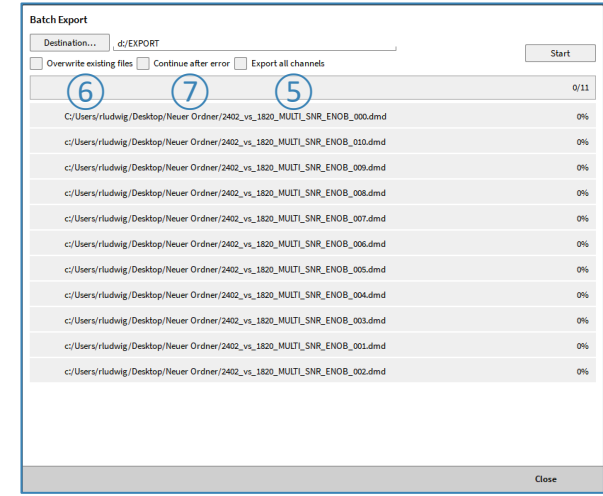 Batch Export
Destination... d:/EXPORT
Start
Overwrite existing files Continue after error Export all channels
6 7 5
0/11
C:/Users/rludwig/Desktop/Neuer Ordner/2402_vs_1820_MULTI_SNR_ENOB_000.dmd 0%
c:/Users/rludwig/Desktop/Neuer Ordner/2402_vs_1820_MULTI_SNR_ENOB_010.dmd 0%
c:/Users/rludwig/Desktop/Neuer Ordner/2402_vs_1820_MULTI_SNR_ENOB_009.dmd 0%
c:/Users/rludwig/Desktop/Neuer Ordner/2402_vs_1820_MULTI_SNR_ENOB_008.dmd 0%
c:/Users/rludwig/Desktop/Neuer Ordner/2402_vs_1820_MULTI_SNR_ENOB_007.dmd 0%
c:/Users/rludwig/Desktop/Neuer Ordner/2402_vs_1820_MULTI_SNR_ENOB_006.dmd 0%
c:/Users/rludwig/Desktop/Neuer Ordner/2402_vs_1820_MULTI_SNR_ENOB_005.dmd 0%
c:/Users/rludwig/Desktop/Neuer Ordner/2402_vs_1820_MULTI_SNR_ENOB_004.dmd 0%
c:/Users/rludwig/Desktop/Neuer Ordner/2402_vs_1820_MULTI_SNR_ENOB_003.dmd 0%
c:/Users/rludwig/Desktop/Neuer Ordner/2402_vs_1820_MULTI_SNR_ENOB_001.dmd 0%
c:/Users/rludwig/Desktop/Neuer Ordner/2402_vs_1820_MULTI_SNR_ENOB_002.dmd 0%
Close